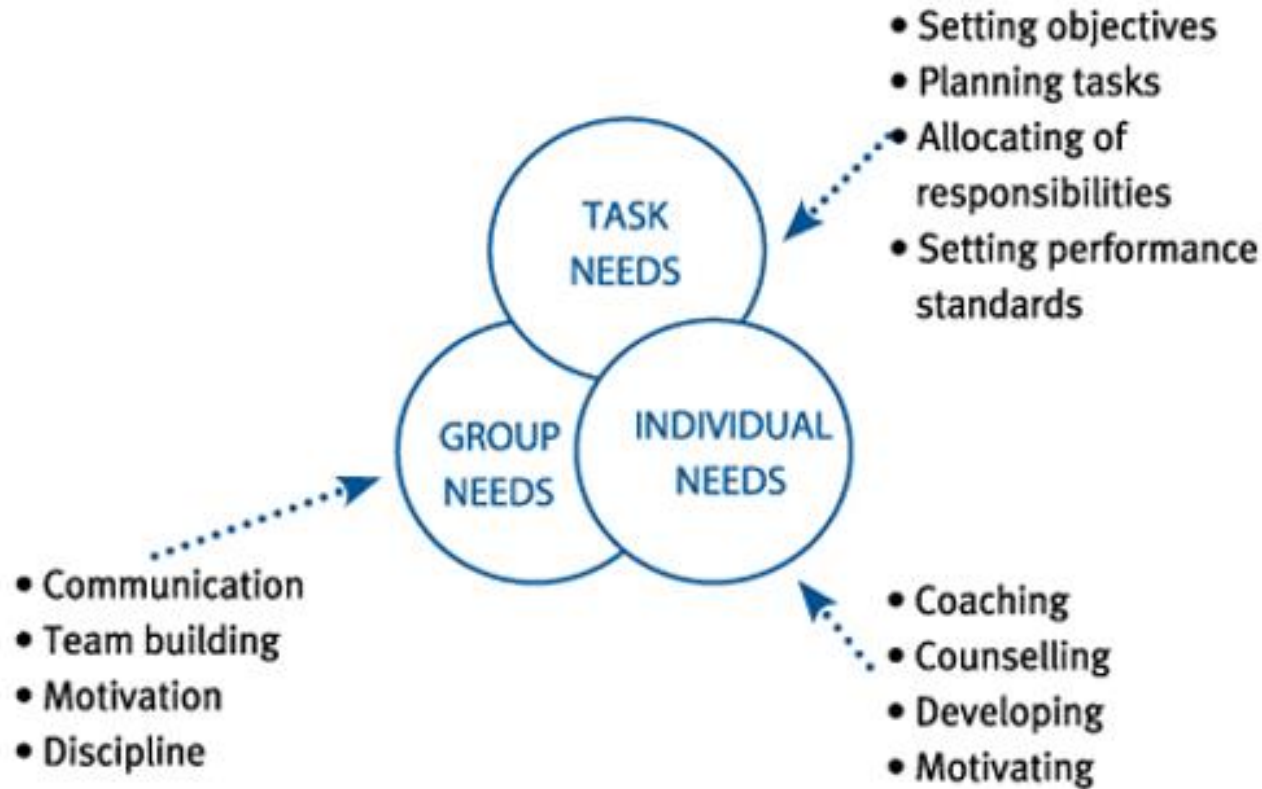 • Setting objectives
• Planning tasks
• Allocating of
responsibilities
• Setting performance
standards
TASK
NEEDS
GROUP
NEEDS
INDIVIDUAL
NEEDS
• Communication
• Team building
• Motivation
• Discipline
• Coaching
• Counselling
• Developing
• Motivating